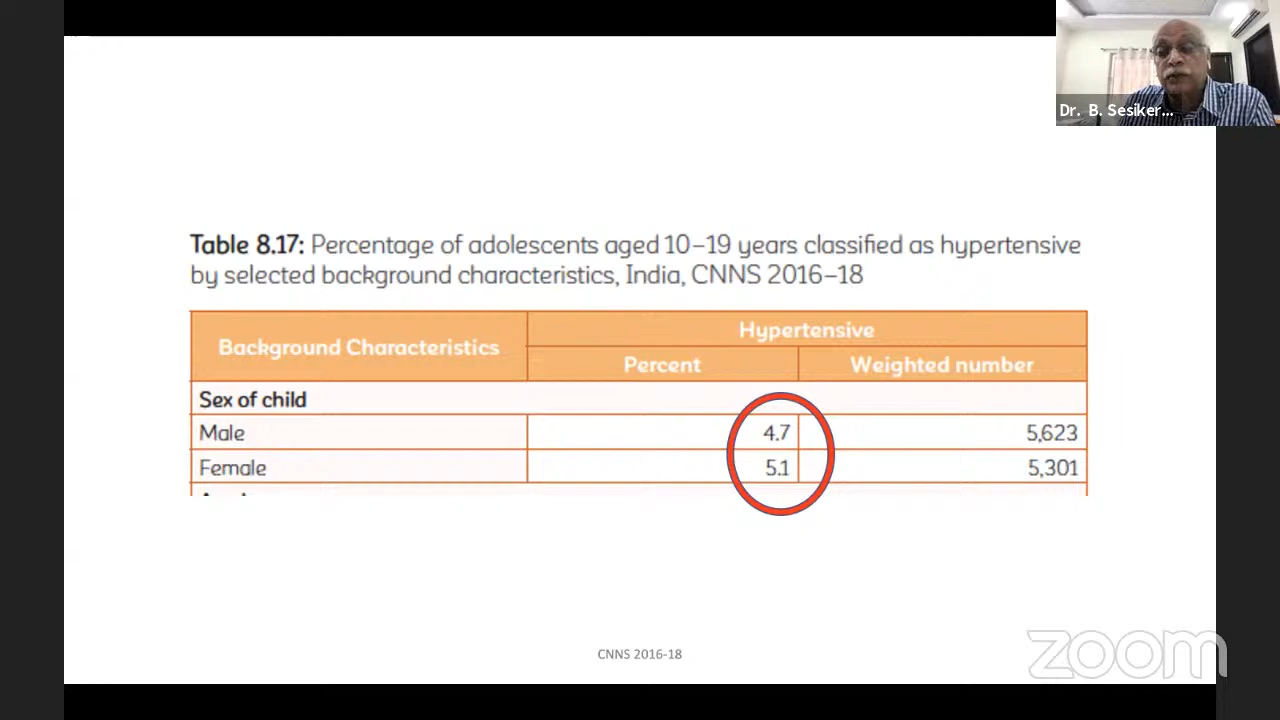 Dr. B. Sesiker...
Table 8.17: Percentage of adolescents aged 10–19 years classified as hypertensive
by selected background characteristics, India, CNNS 2016–18
Background Characteristics
Hypertensive
Percent
Weighted number
Sex of child
Male 4.7 5,623
Female 5.1 5,301
CNNS 2016-18
zoom